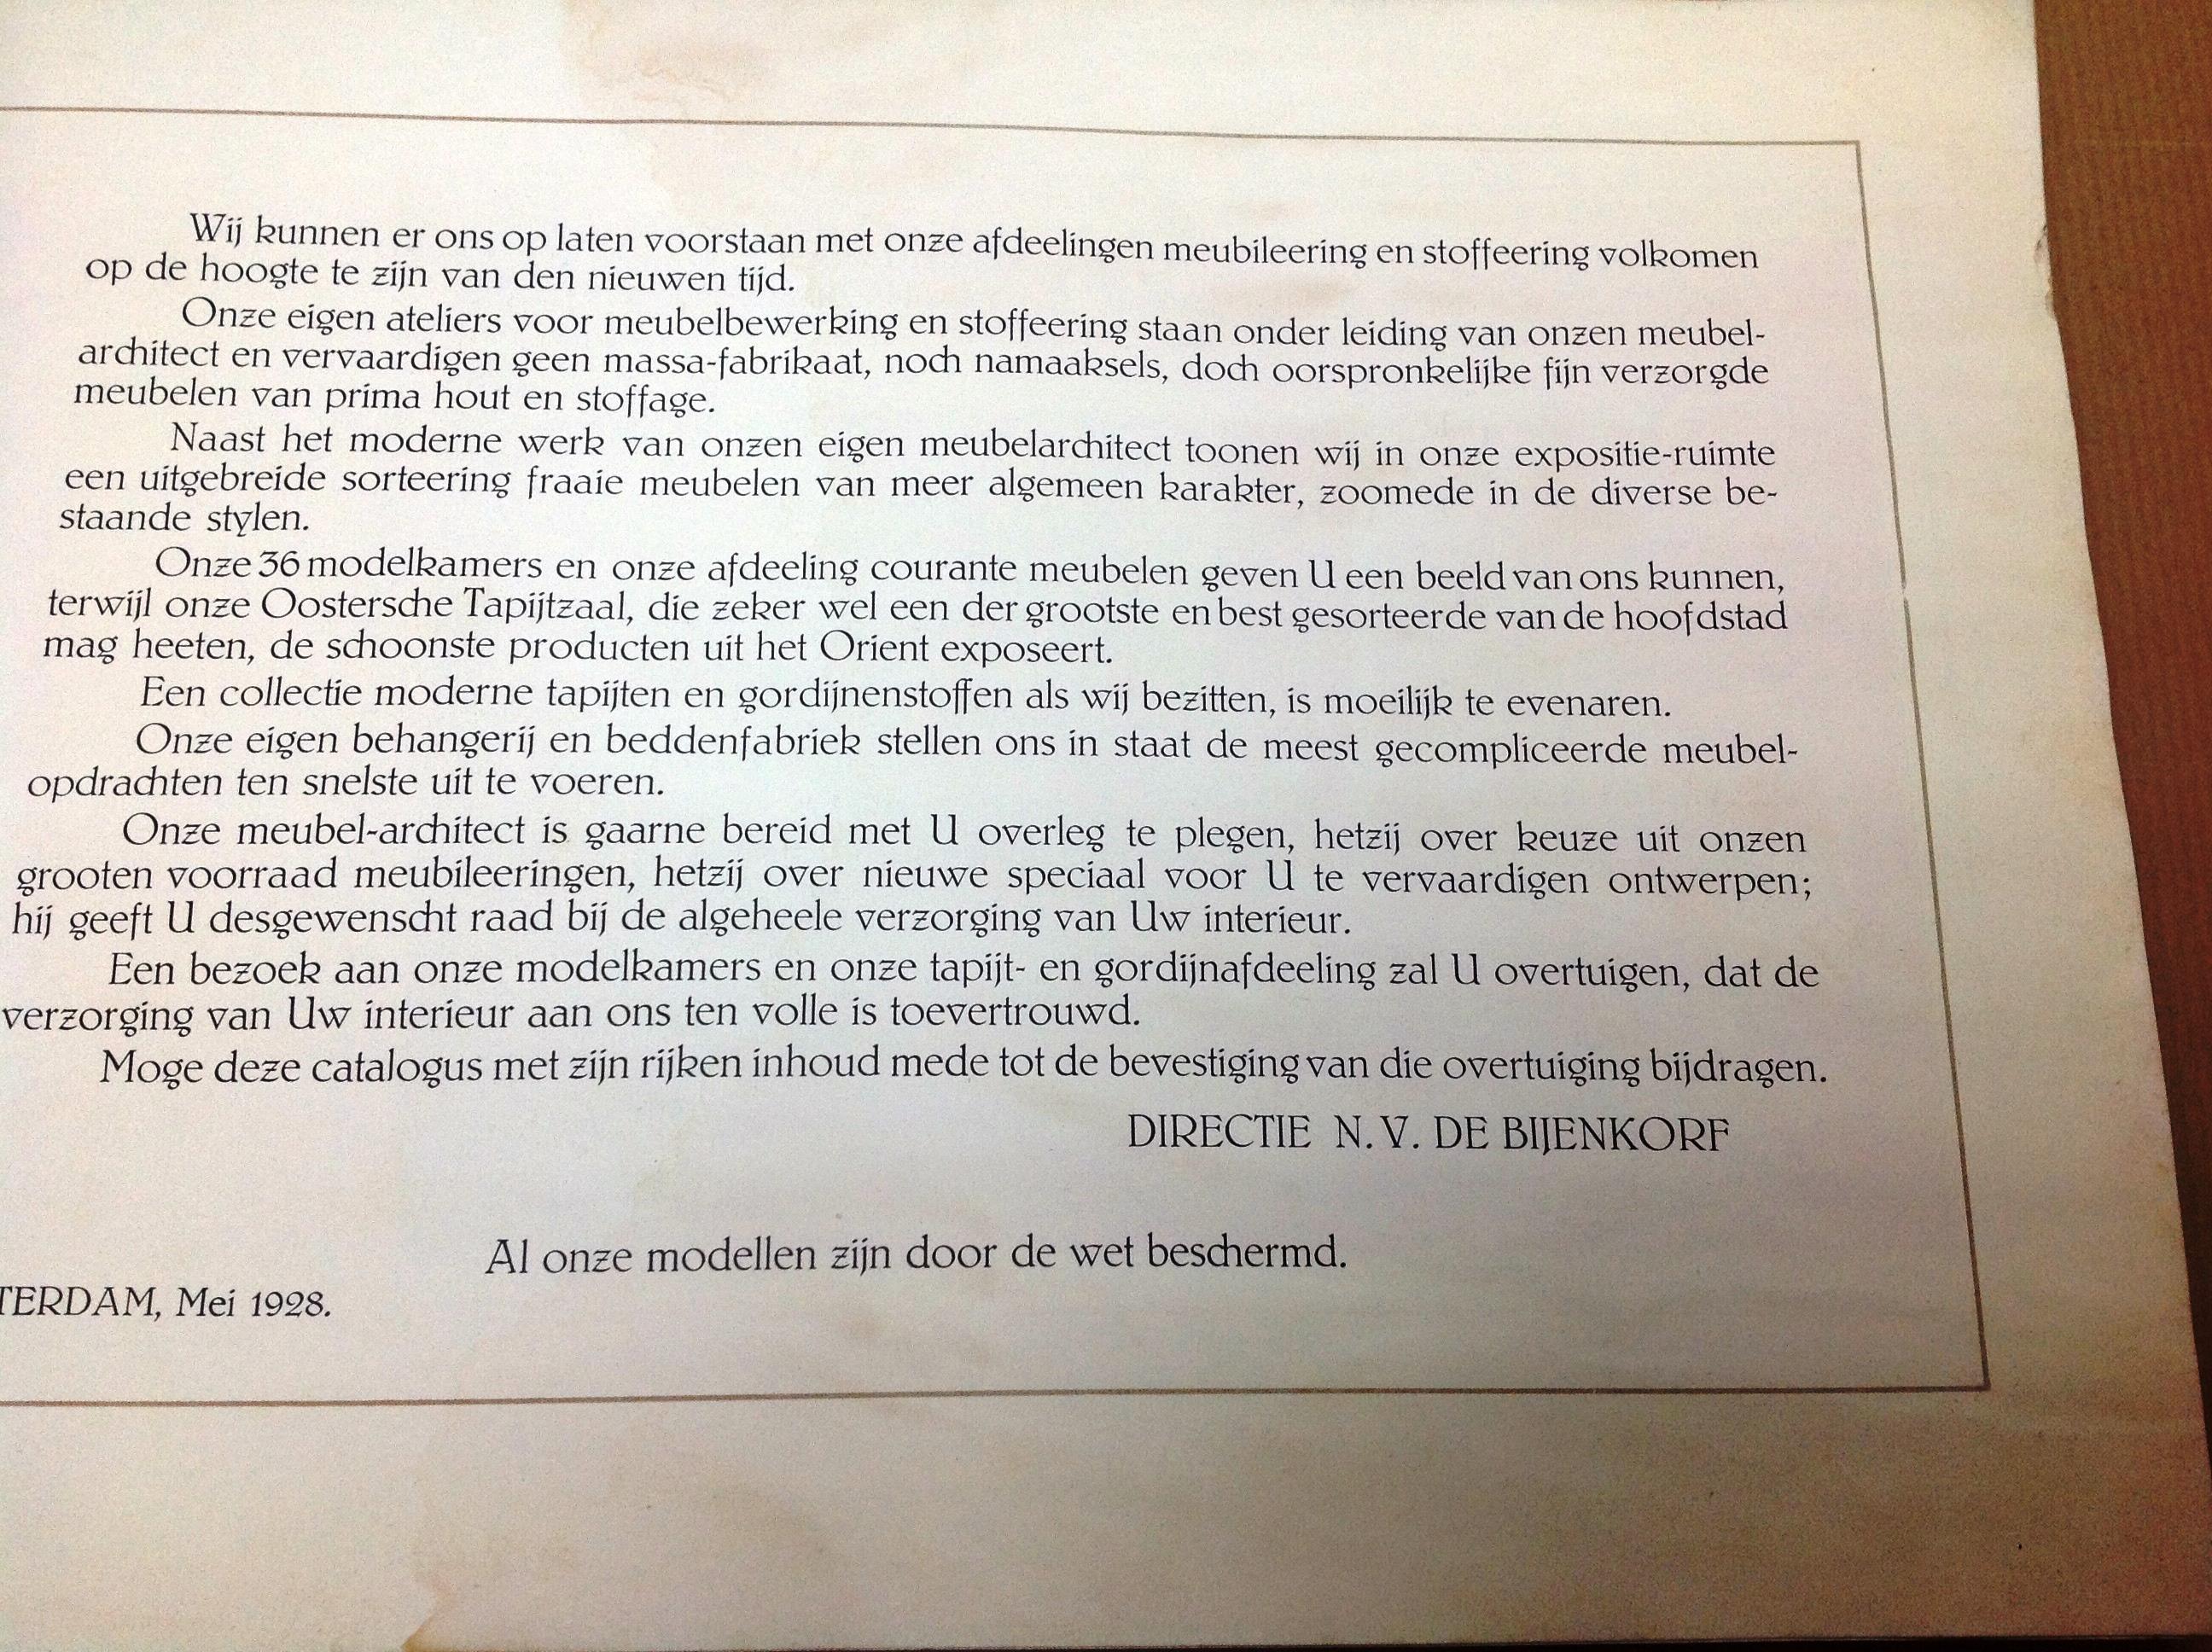 Wij kunnen er ons op laten voorstaan met onze afdeelingen meubileering en stoffeering volkomen
op de hoogte te zijn van den nieuwen tijd.
Onze eigen ateliers voor meubelbewerking en stoffeering staan onder leiding van onzen meubel-
architect en vervaardigen geen massa-fabrikaat, noch namaaksels, doch oorspronkelijke fijn verzorgde
meubelen van prima hout en stoffage.
Naast het moderne werk van onzen eigen meubelarchitect toonen wij in onze expositie-ruimte
een uitgebreide sorteering fraaie meubelen van meer algemeen karakter, zoomede in de diverse be-
staande stylen.
Onze 36 modelkamers en onze afdeeling courante meubelen geven U een beeld van ons kunnen,
terwijl onze Oostersche Tapijtzaal, die zeker wel een der grootste en best gesorteerde van de hoofdstad
mag heeten, de schoonste producten uit het Orient exposeert.
Een collectie moderne tapijten en gordijnenstoffen als wij bezitten, is moeilijk te evenaren.
Onze eigen behangerij en beddenfabriek stellen ons in staat de meest gecompliceerde meubel-
opdrachten ten snelste uit te voeren.
Onze meubel-architect is gaarne bereid met U overleg te plegen, hetzij over keuze uit onzen
grooten voorraad meubileeringen, hetzij over nieuwe speciaal voor U te vervaardigen ontwerpen;
hij geeft U desgewenscht raad bij de algeheele verzorging van Uw interieur.
Een bezoek aan onze modelkamers en onze tapijt- en gordijnafdeeling zal U overtuigen, dat de
verzorging van Uw interieur aan ons ten volle is toevertrouwd.
Moge deze catalogus met zijn rijken inhoud mede tot de bevestiging van die overtuiging bijdragen.
DIRECTIE N. V. DE BIJENKORF
Al onze modellen zijn door de wet beschermd.
TERDAM, Mei 1928.